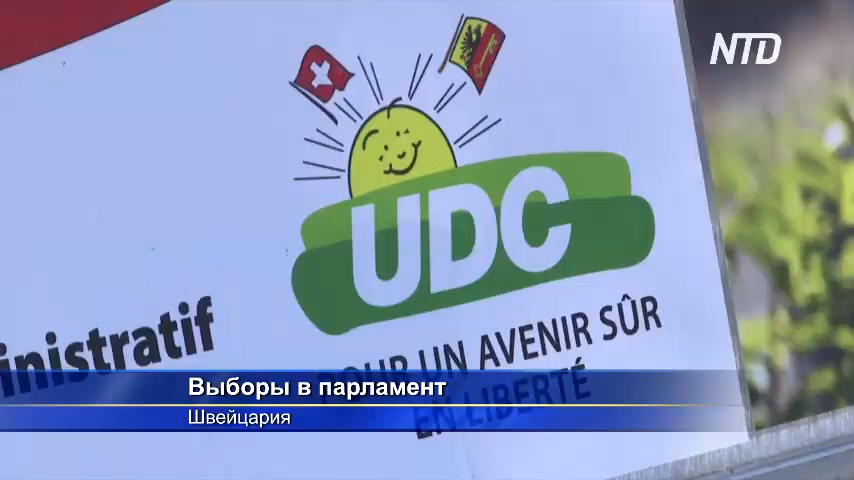 NTD
UDC
inistratif
POUR UN AVENIR SÛR
EN LIBERTÉ
Выборы в парламент
Швейцария